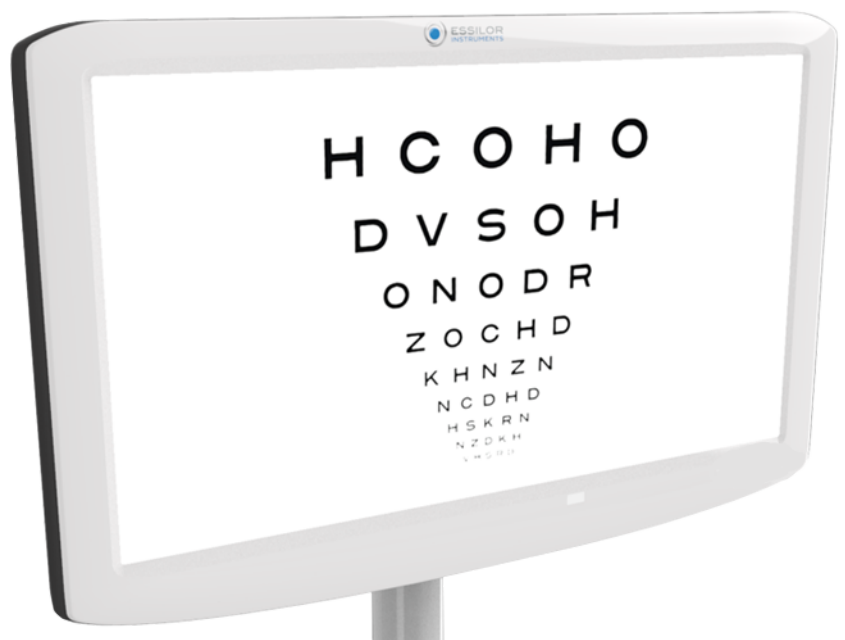 ESSILOR
INSTRUMENTS
H C O H O
D V S O H
O N O D R
Z O C H D
K H N Z N
N C D H D
H S K R N
N Z D K H